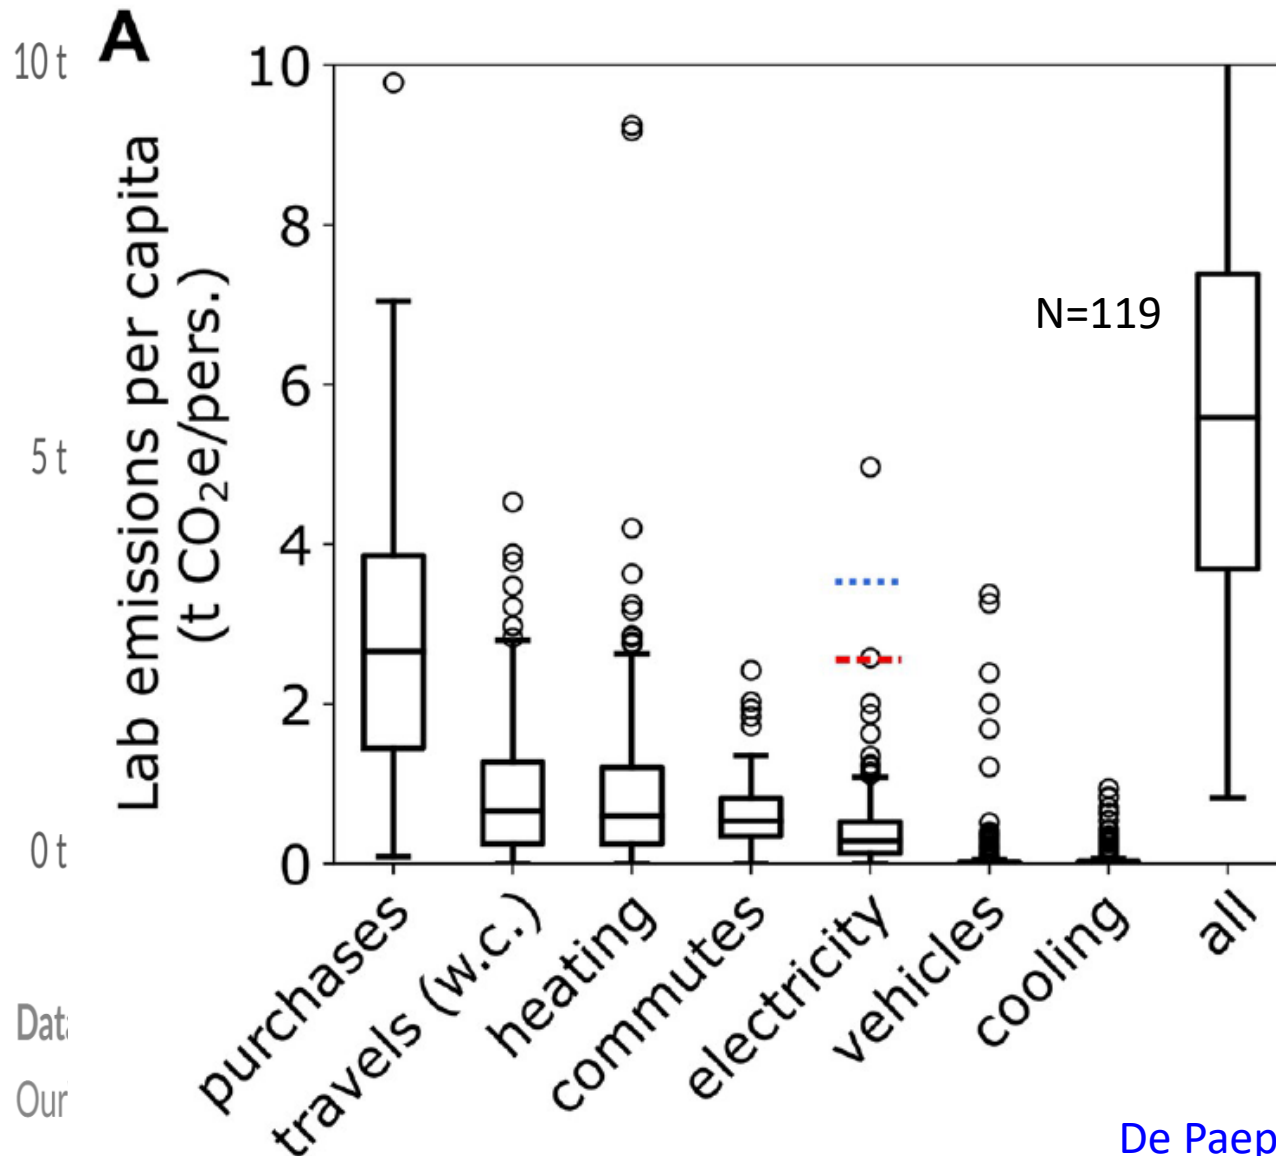 A
10 t
5 t
0 t
Lab emissions per capita
(t CO₂e/pers.)
10
8
6
4
2
0
N=119
purchases
travels (w.c.)
heating
commutes
electricity
vehicles
cooling
all
Data
Our
De Paep